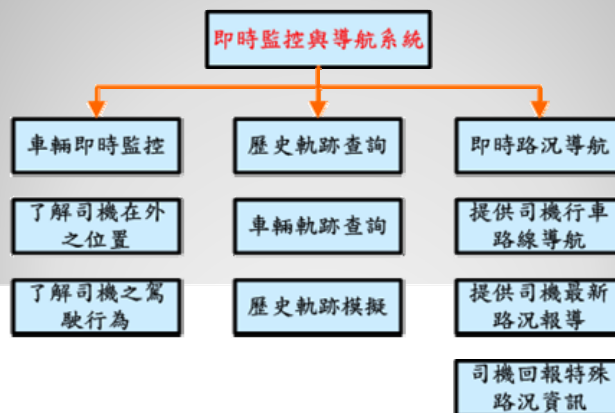 即時監控與導航系統
車輛即時監控
歷史軌跡查詢
即時路況導航
了解司機在外
之位置
車輛軌跡查詢
提供司機行車
路線導航
了解司機之駕
駛行為
歷史軌跡模擬
提供司機最新
路況報導
司機回報特殊
路況資訊